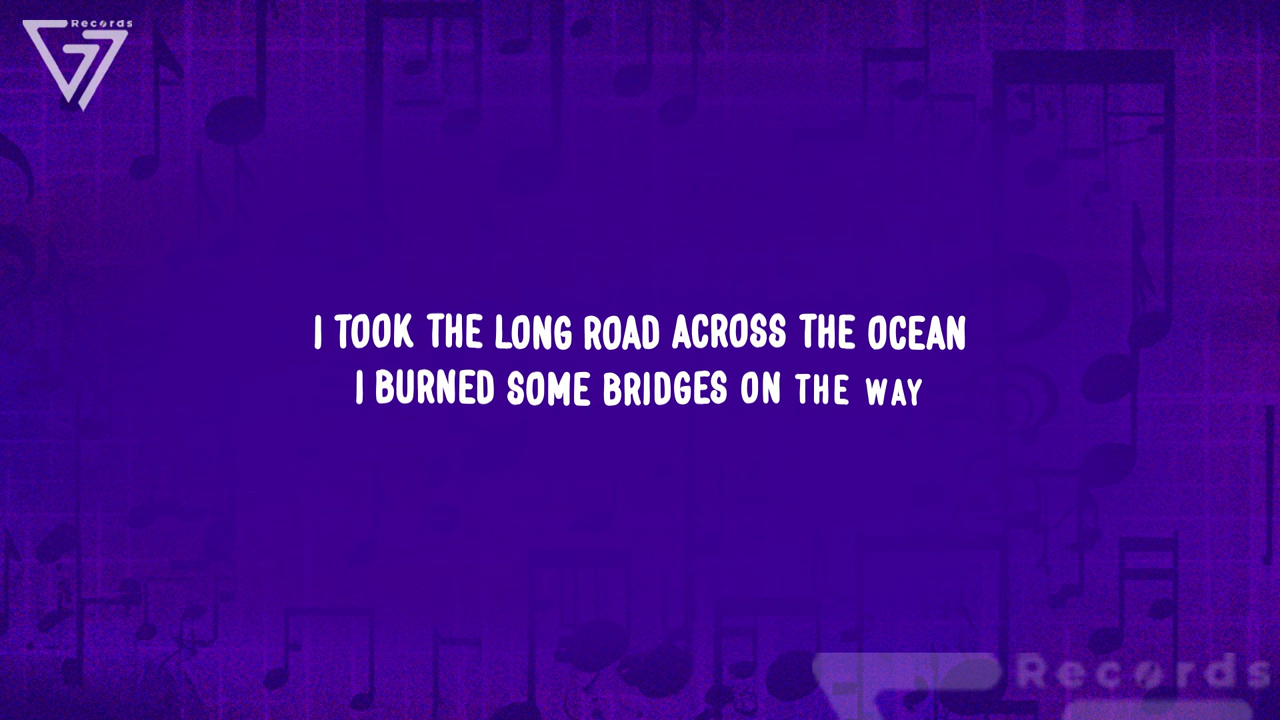 Records
I TOOK THE LONG ROAD ACROSS THE OCEAN
I BURNED SOME BRIDGES ON THE WAY
Records